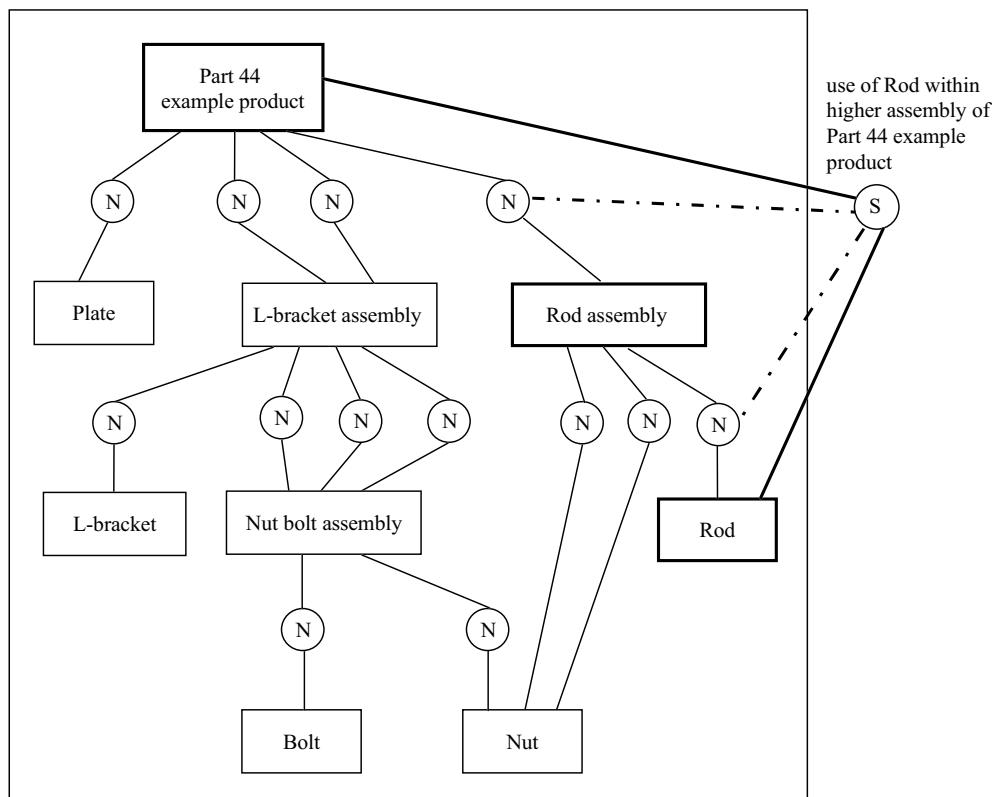 Part 44
example product
use of Rod within
higher assembly of
Part 44 example
product
N
N
N
N
S
Plate
L-bracket assembly
Rod assembly
N
N
N
N
N
N
N
L-bracket
Nut bolt assembly
Rod
N
N
Bolt
Nut